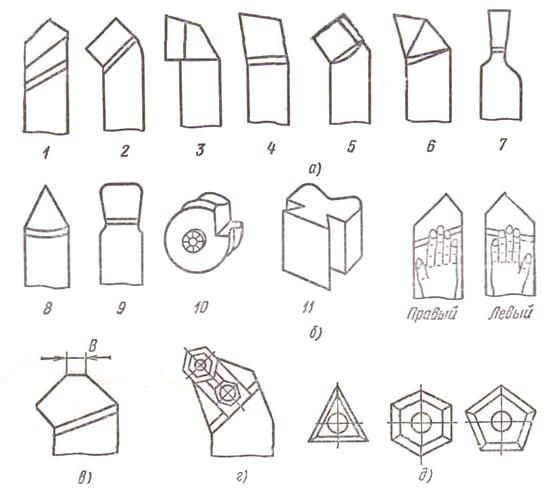 1 2 3 4 5 6 7
а)
8 9 10 11 Правый Левый
б)
В
в) г) д)